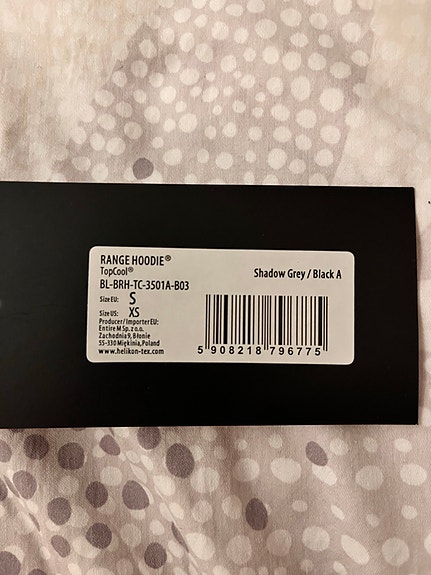 RANGE HOODIE®
TopCool®
Shadow Grey / Black A
BL-BRH-TC-3501A-B03
Size EU: S
Size US: XS
Producer/Importer EU:
Entire M Sp. z o.o.
Zachodnia 9, Błonie
55-330 Miękinia, Poland
www.helikon-tex.com
5 908218 796775